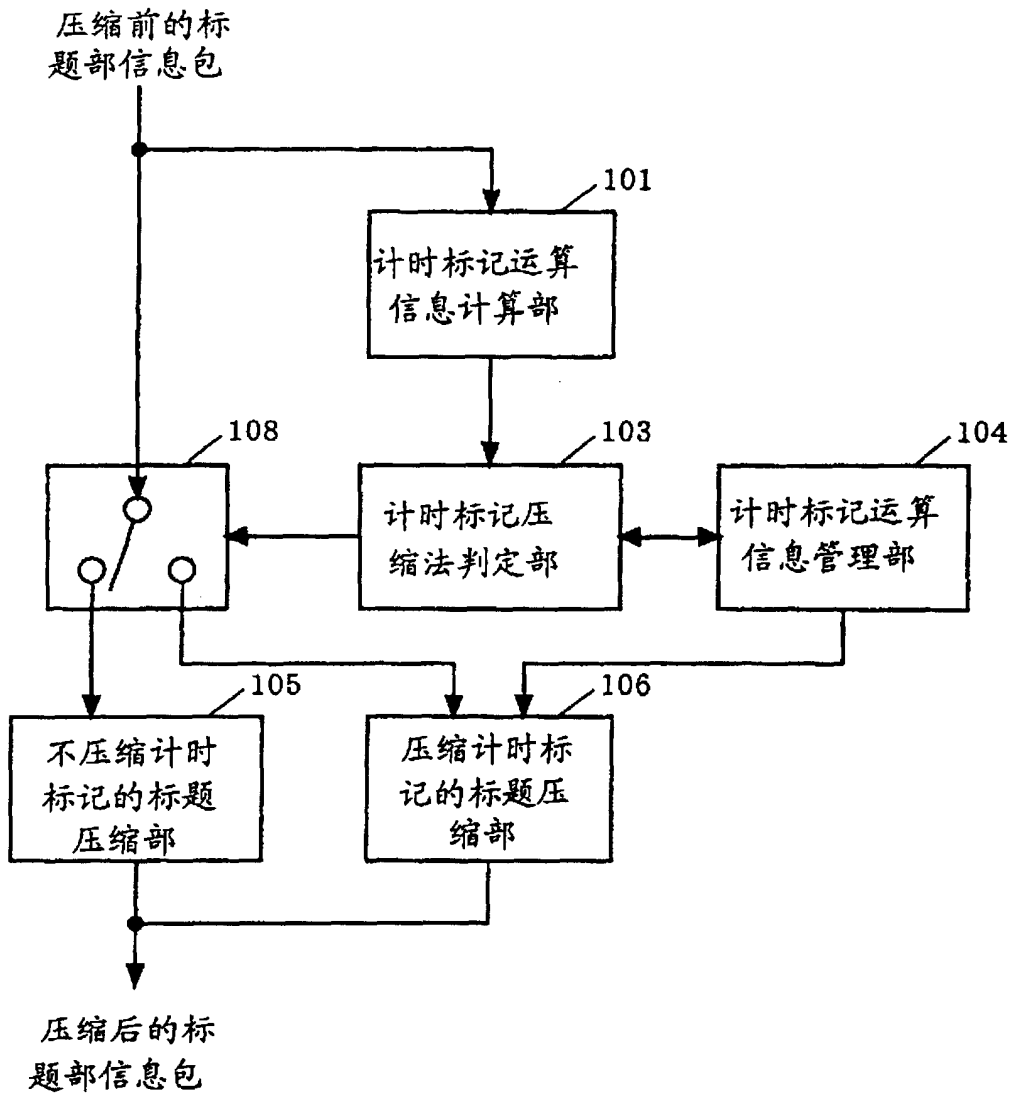 压缩前的标
题部信息包
101
计时标记运算
信息计算部
108
103
104
计时标记压
缩法判定部
计时标记运算
信息管理部
105
106
不压缩计时
标记的标题
压缩部
压缩计时标
记的标题压
缩部
压缩后的标
题部信息包